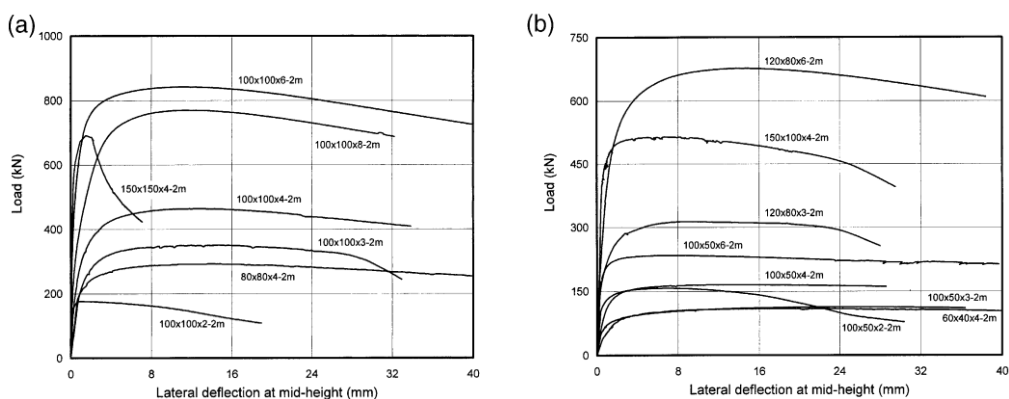 (a)
1000
800
600
400
200
0
Load (kN)
100x100x6-2m
100x100x8-2m
150x150x4-2m
100x100x4-2m
100x100x3-2m
80x80x4-2m
100x100x2-2m
0 8 16 24 32 40
Lateral deflection at mid-height (mm)
(b)
750
600
450
300
150
0
Load (kN)
120x80x6-2m
150x100x4-2m
120x80x3-2m
100x50x6-2m
100x50x4-2m
100x50x3-2m
60x40x4-2m
100x50x2-2m
0 8 16 24 32 40
Lateral deflection at mid-height (mm)